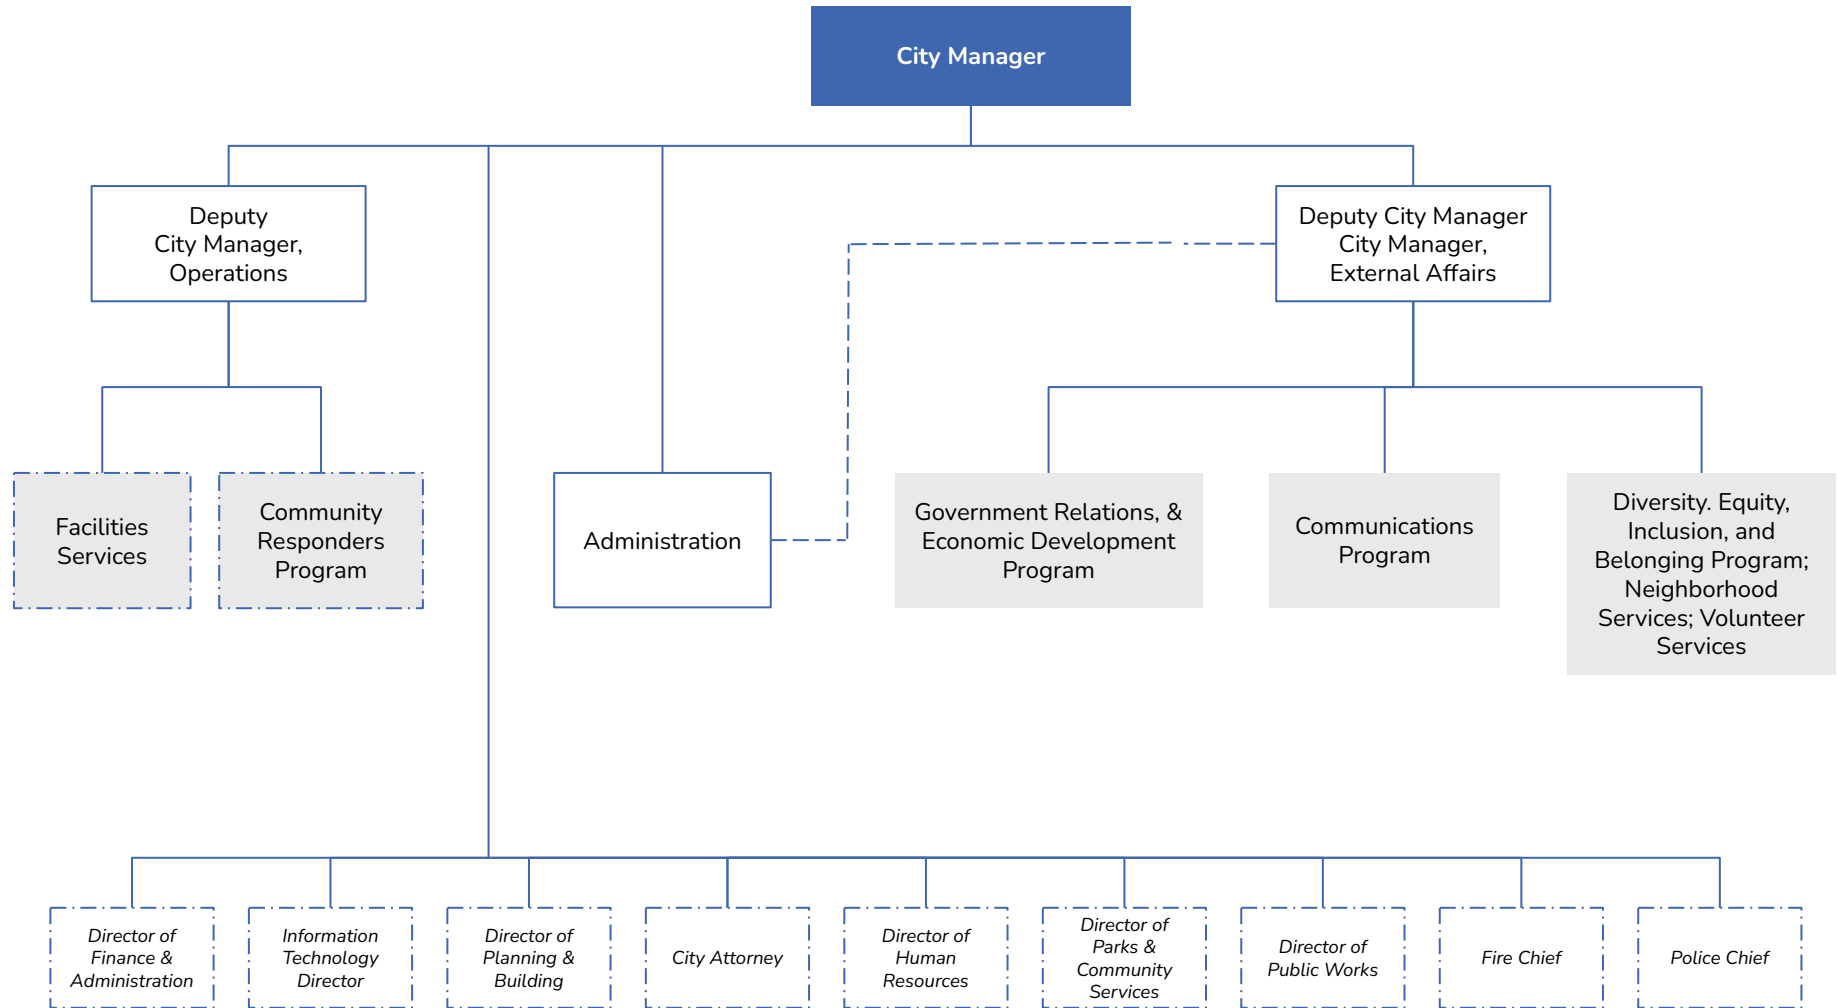 City Manager
Deputy
City Manager,
Operations
Deputy City Manager
City Manager,
External Affairs
Facilities
Services
Community
Responders
Program
Administration
Government Relations, &
Economic Development
Program
Communications
Program
Diversity. Equity,
Inclusion, and
Belonging Program;
Neighborhood
Services; Volunteer
Services
Director of
Finance &
Administration
Information
Technology
Director
Director of
Planning &
Building
City Attorney
Director of
Human
Resources
Director of
Parks &
Community
Services
Director of
Public Works
Fire Chief
Police Chief